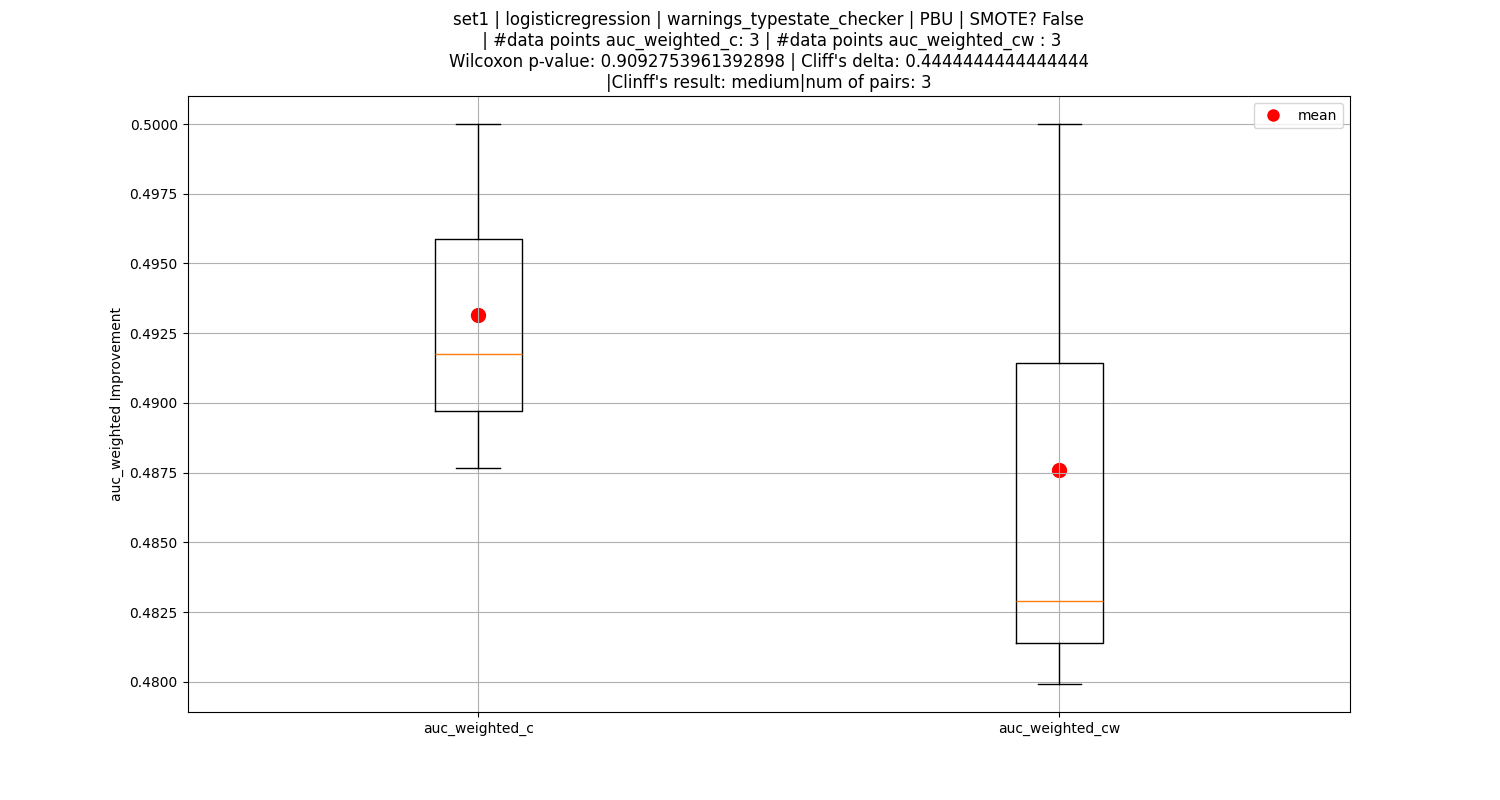 set1 | logisticregression | warnings_typestate_checker | PBU | SMOTE? False
| #data points auc_weighted_c: 3 | #data points auc_weighted_cw : 3
Wilcoxon p-value: 0.9092753961392898 | Cliff's delta: 0.4444444444444444
|Clinff's result: medium|num of pairs: 3
mean
auc_weighted Improvement
0.5000
0.4975
0.4950
0.4925
0.4900
0.4875
0.4850
0.4825
0.4800
auc_weighted_c
auc_weighted_cw